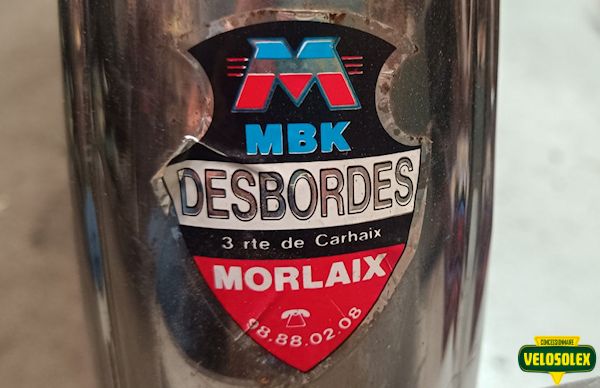 M
MBK
DESBORDES
3 rte de Carhaix
MORLAIX
98.88.02.08
CONCESSIONNAIRE
VELOSOLEX